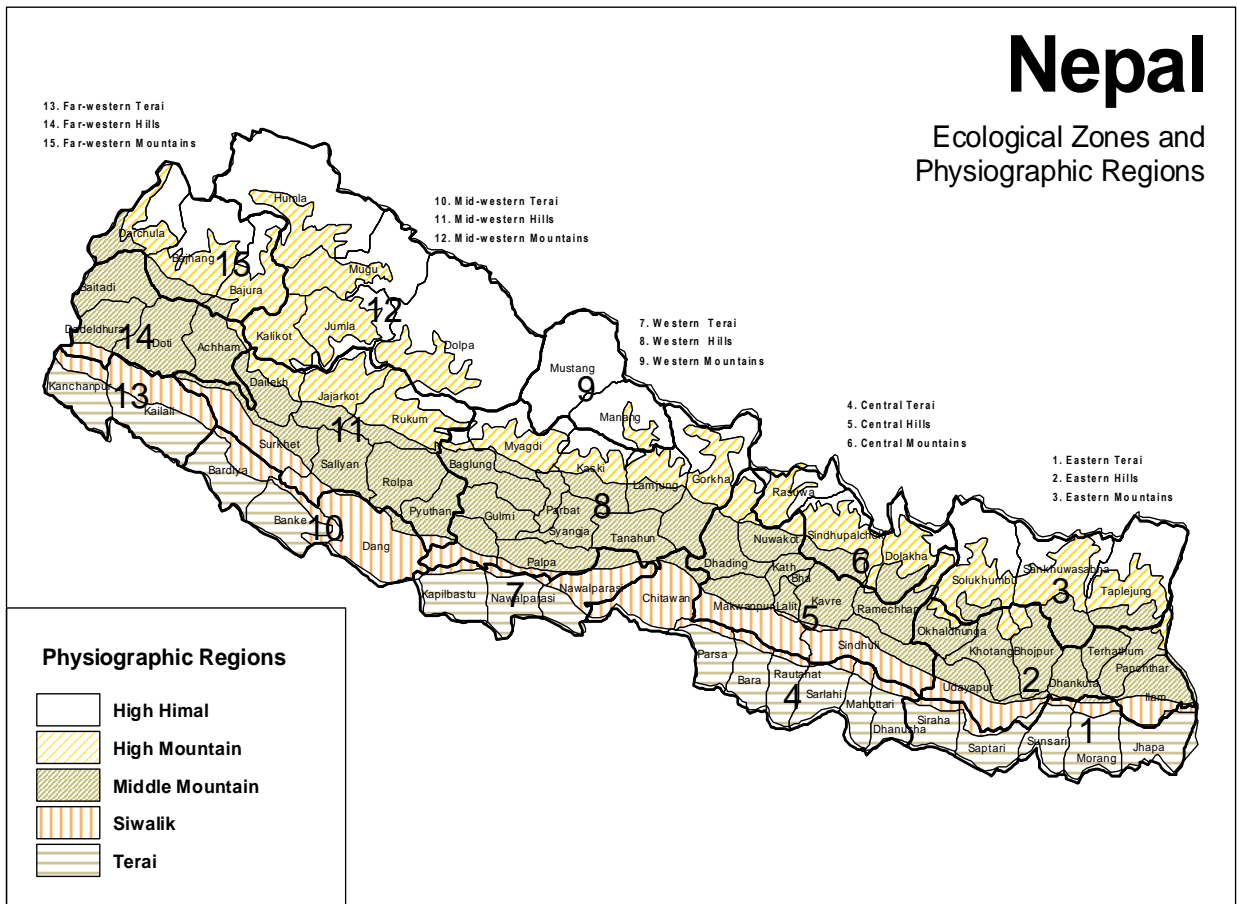 Nepal
Ecological Zones and
Physiographic Regions
13. Far-western Terai
14. Far-western Hills
15. Far-western Mountains
10. Mid-western Terai
11. Mid-western Hills
12. Mid-western Mountains
7. Western Terai
8. Western Hills
9. Western Mountains
4. Central Terai
5. Central Hills
6. Central Mountains
1. Eastern Terai
2. Eastern Hills
3. Eastern Mountains
Humla
Darchula
Bajhang
15
Mugu
Baitadi
Bajura
12
Dadeldhura
14
Doti
Achham
Kalikot
Jumla
Dolpa
Mustang
9
Kanchanpur
13
Kailali
Dailekh
Jajarkot
Rukum
Manang
Surkhet
11
Myagdi
Bardiya
Sallyan
Baglung
Kaski
Lamjung
Gorkha
Rasuwa
Rolpa
Banke
10
Pyuthan
Gulmi
Parbat
8
Syangja
Tanahun
Nuwakot
Sindhupalchok
Dang
Palpa
Dhading
Kath
Bha
6
Dolakha
Solukhumbu
Sankhuwasabha
3
Taplejung
Kapilbastu
7
Nawalparasi
Nawalparasi
Chitawan
Makwanpur
Lalit
Kavre
5
Ramechhap
Okhaldhunga
Sindhuli
Khotang
Bhojpur
Terhathum
Panchthar
Parsa
Rautahat
Bara
4
Sarlahi
Udayapur
2
Dhankuta
Ilam
Mahottari
Dhanusha
Siraha
Saptari
Sunsari
1
Morang
Jhapa
Physiographic Regions
High Himal
High Mountain
Middle Mountain
Siwalik
Terai